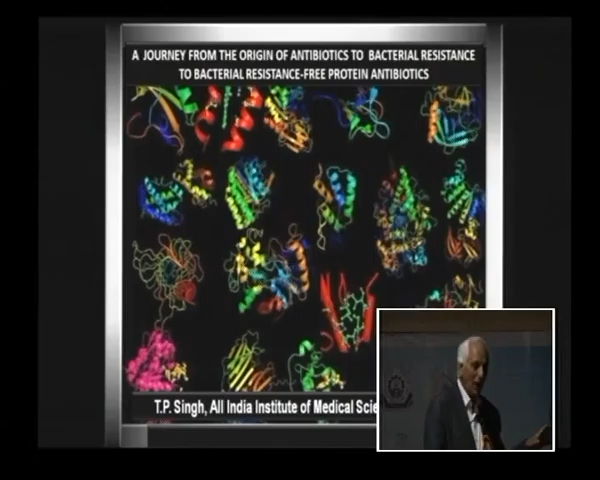 A JOURNEY FROM THE ORIGIN OF ANTIBIOTICS TO BACTERIAL RESISTANCE
TO BACTERIAL RESISTANCE-FREE PROTEIN ANTIBIOTICS
T.P. Singh, All India Institute of Medical